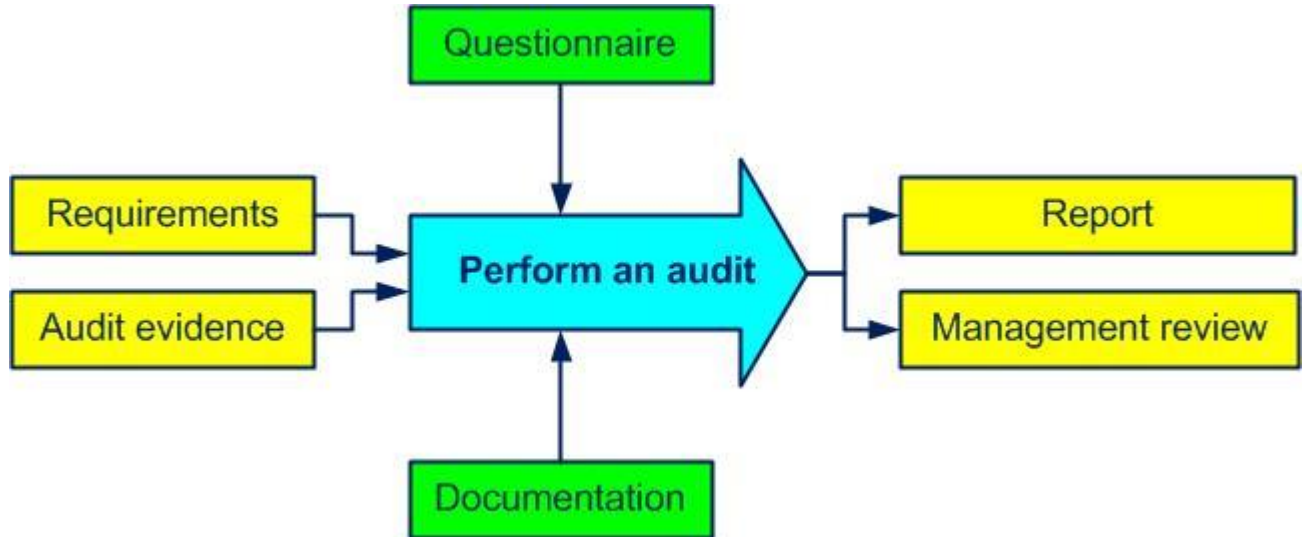 Questionnaire
Requirements
Audit evidence
Perform an audit
Report
Management review
Documentation